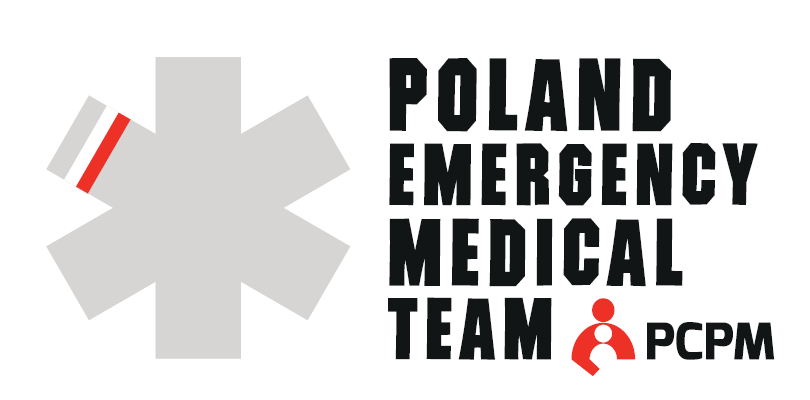 POLAND
EMERGENCY
MEDICAL
TEAM
PCPM